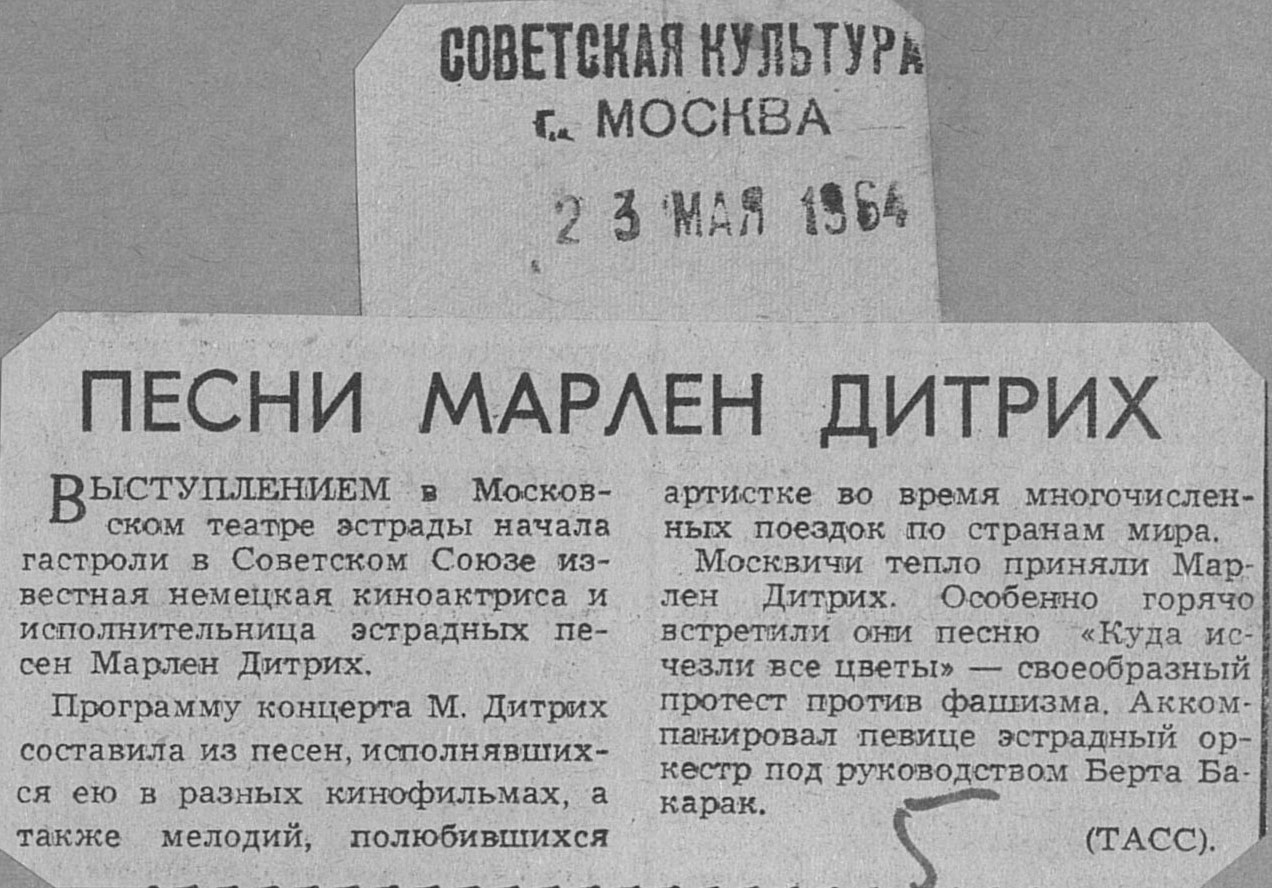 СОВЕТСКАЯ КУЛЬТУРА
г. МОСКВА
23 МАЯ 1964
ПЕСНИ МАРЛЕН ДИТРИХ
ВЫСТУПЛЕНИЕМ в Москов-
ском театре эстрады начала
гастроли в Советском Союзе из-
вестная немецкая киноактриса и
исполнительница эстрадных пе-
сен Марлен Дитрих.
Программу концерта М. Дитрих
составила из песен, исполнявших-
ся ею в разных кинофильмах, а
также мелодий, полюбившихся
артистке во время многочислен-
ных поездок по странам мира.
Москвичи тепло приняли Мар-
лен Дитрих. Особенно горячо
встретили они песню «Куда ис-
чезли все цветы» — своеобразный
протест против фашизма. Акком-
панировал певице эстрадный ор-
кестр под руководством Берта Ба-
карак.
(ТАСС).
5